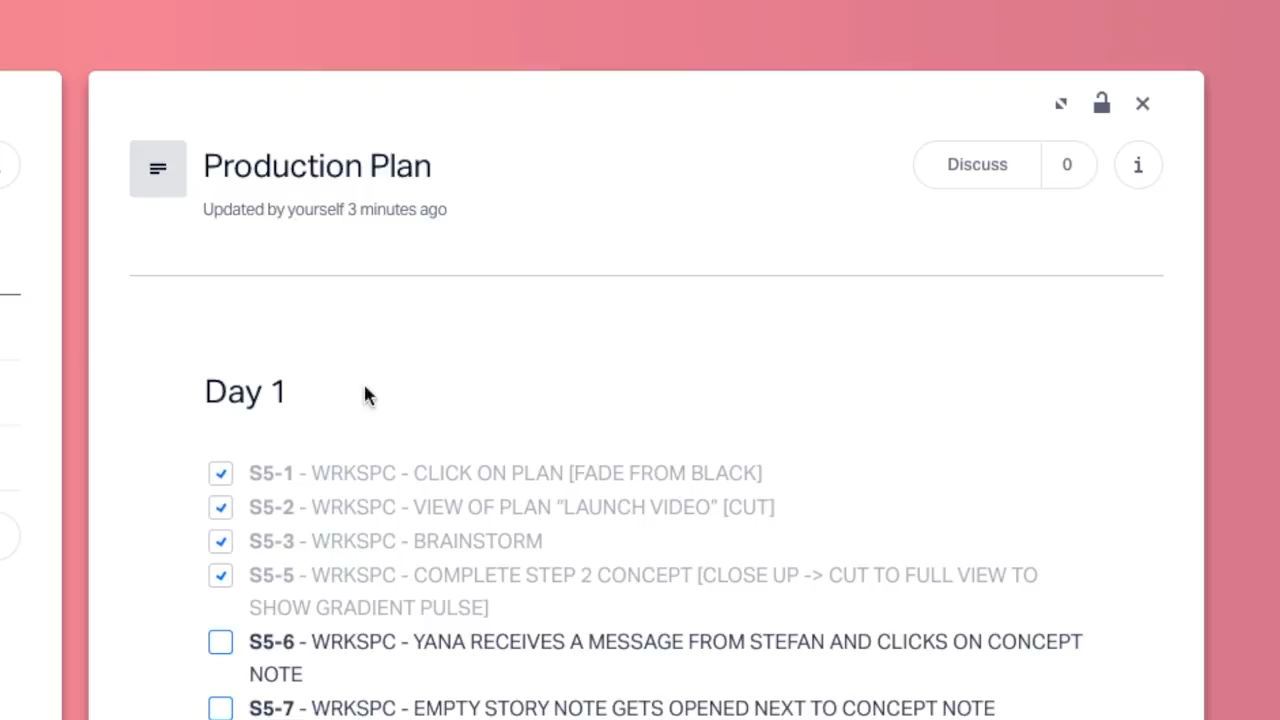 Production Plan
Discuss 0 i
Updated by yourself 3 minutes ago
Day 1
S5-1 - WRKSPC - CLICK ON PLAN [FADE FROM BLACK]
S5-2 - WRKSPC - VIEW OF PLAN "LAUNCH VIDEO" [CUT]
S5-3 - WRKSPC - BRAINSTORM
S5-5 - WRKSPC - COMPLETE STEP 2 CONCEPT [CLOSE UP -> CUT TO FULL VIEW TO
SHOW GRADIENT PULSE]
S5-6 - WRKSPC - YANA RECEIVES A MESSAGE FROM STEFAN AND CLICKS ON CONCEPT
NOTE
S5-7 - WRKSPC - EMPTY STORY NOTE GETS OPENED NEXT TO CONCEPT NOTE